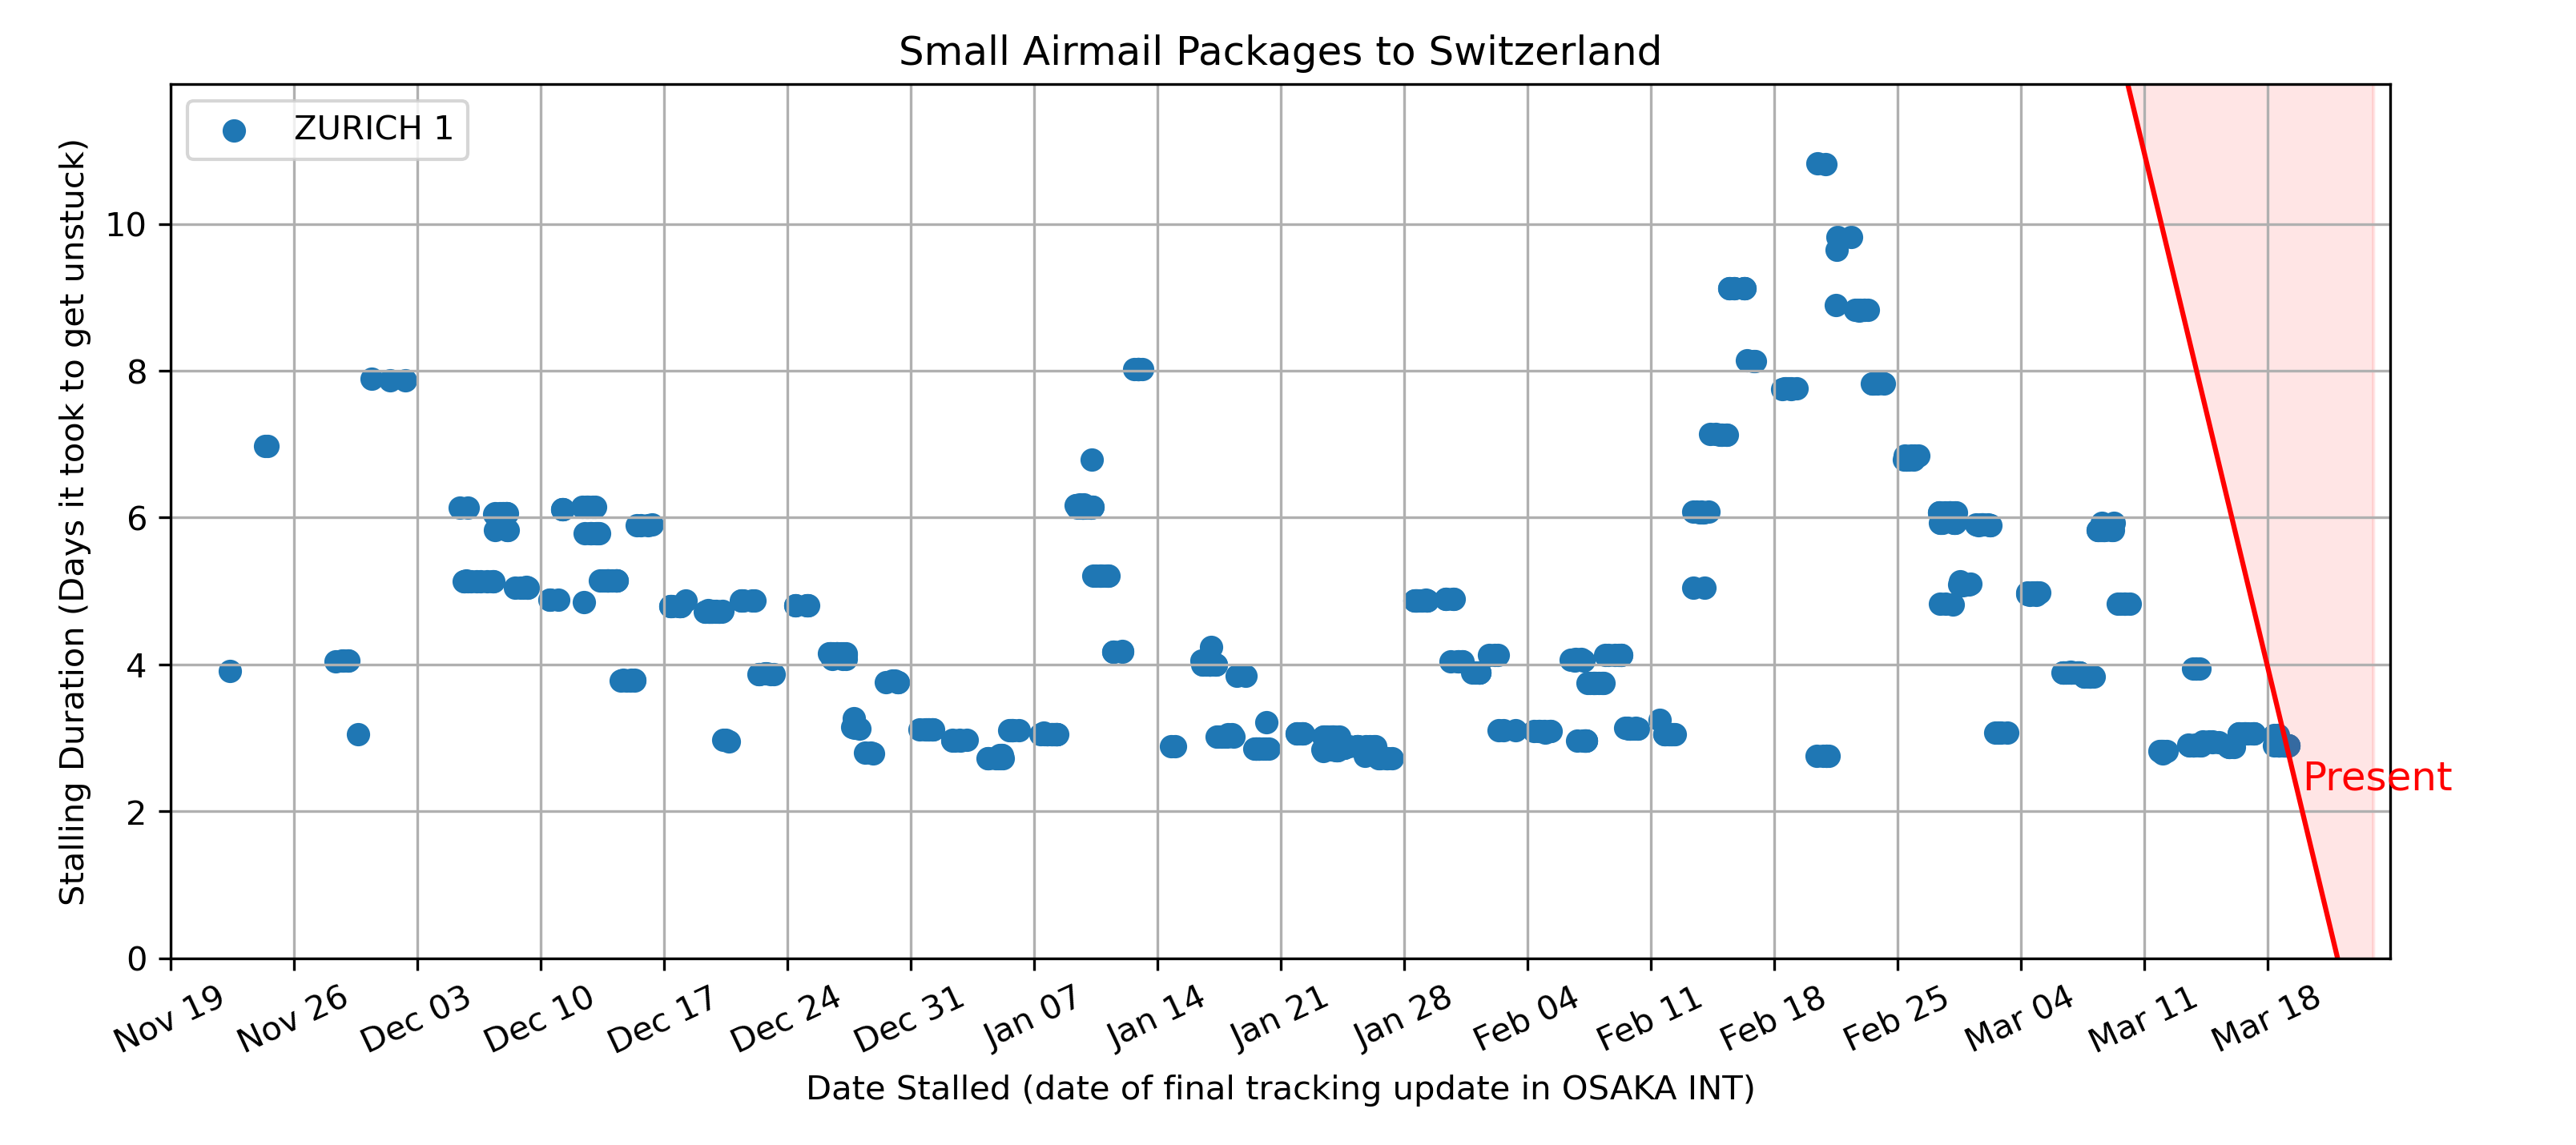 Small Airmail Packages to Switzerland
ZURICH 1
Stalling Duration (Days it took to get unstuck)
10
8
6
4
2
0
Present
Nov 19
Nov 26
Dec 03
Dec 10
Dec 17
Dec 24
Dec 31
Jan 07
Jan 14
Jan 21
Jan 28
Feb 04
Feb 11
Feb 18
Feb 25
Mar 04
Mar 11
Mar 18
Date Stalled (date of final tracking update in OSAKA INT)